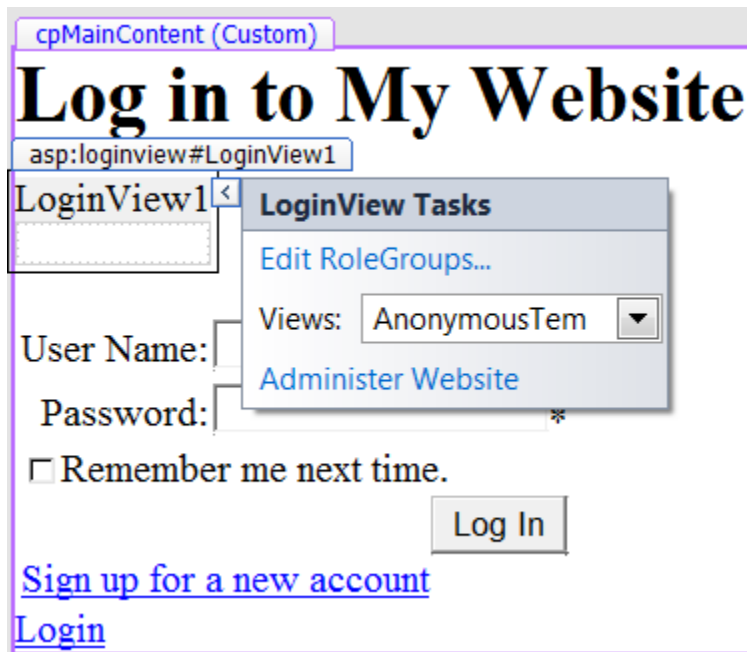 cpMainContent (Custom)
Log in to My Website
asp:loginview#LoginView1
LoginView1
<
LoginView Tasks
Edit RoleGroups...
Views: AnonymousTem
Administer Website
User Name:
Password: *
Remember me next time.
Log In
Sign up for a new account
Login